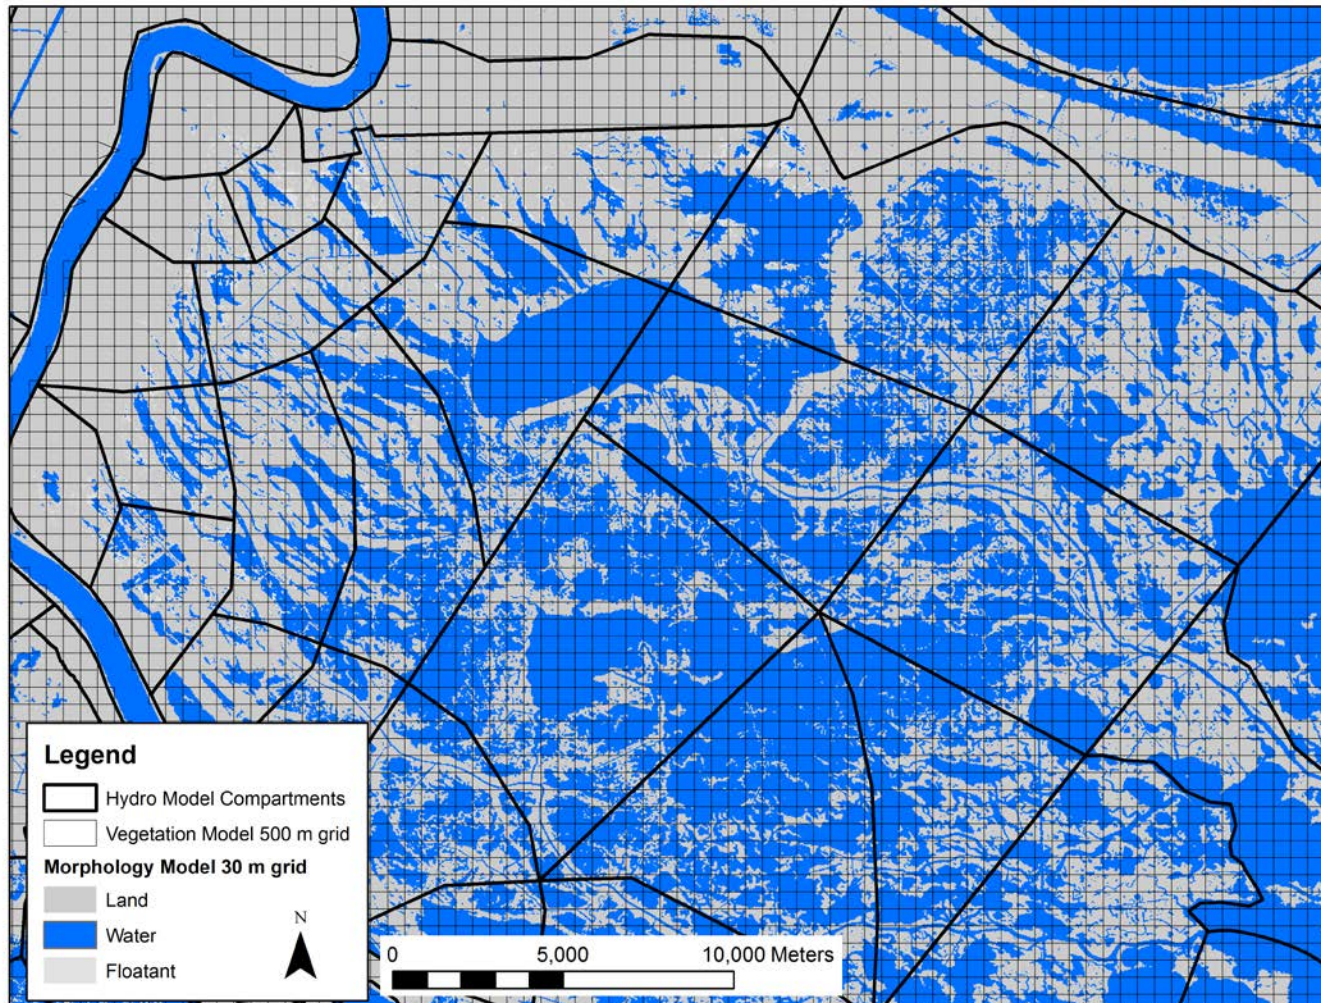 Legend
Hydro Model Compartments
Vegetation Model 500 m grid
Morphology Model 30 m grid
Land
Water
Floatant
N
0 5,000 10,000 Meters